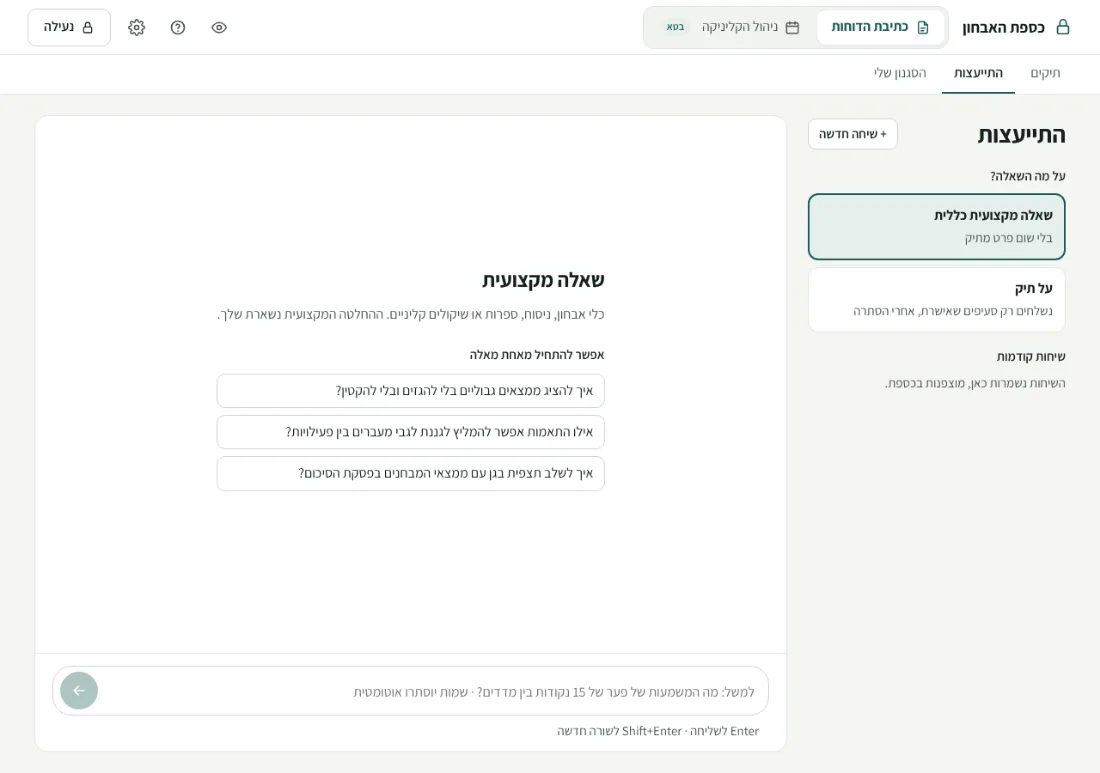 כספת האבחון
כתיבת הדוחות
ניהול הקליניקה
בטא
נעילה
תיקים
התייעצות
הסגנון שלי
התייעצות
+ שיחה חדשה
על מה השאלה?
שאלה מקצועית כללית
בלי שום פרט מתיק
על תיק
נשלחים רק סעיפים שאישרת, אחרי הסתרה
שיחות קודמות
השיחות נשמרות כאן, מוצפנות בכספת.
שאלה מקצועית
כלי אבחון, ניסוח, ספרות או שיקולים קליניים. ההחלטה המקצועית נשארת שלך.
אפשר להתחיל מאחת מאלה
איך להציג ממצאים גבוליים בלי להגזים ובלי להקטין?
אילו התאמות אפשר להמליץ לגננת לגבי מעברים בין פעילויות?
איך לשלב תצפית בגן עם ממצאי המבחנים בפסקת הסיכום?
למשל: מה המשמעות של פער של 15 נקודות בין מדדים? · שמות יוסתרו אוטומטית
Enter לשליחה · Shift+Enter לשורה חדשה